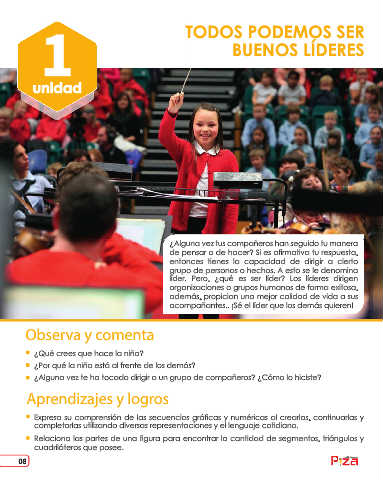 1
unidad
TODOS PODEMOS SER
BUENOS LÍDERES
¿Alguna vez tus compañeros han seguido tu manera
de pensar o de hacer? Si es afirmativa tu respuesta,
entonces tienes la capacidad de dirigir a cierto
grupo de personas o hechos. A esto se le denomina
líder. Pero, ¿qué es ser líder? Los líderes dirigen
organizaciones o grupos humanos de forma exitosa,
además, propician una mejor calidad de vida a sus
acompañantes.. ¡Sé el líder que los demás quieren!
Observa y comenta
¿Qué crees que hace la niña?
¿Por qué la niña está al frente de los demás?
¿Alguna vez te ha tocado dirigir a un grupo de compañeros? ¿Cómo lo hiciste?
Aprendizajes y logros
Expresa su comprensión de las secuencias gráficas y numéricas al crearlas, continuarlas y
completarlas utilizando diversas representaciones y el lenguaje cotidiano.
Relaciona las partes de una figura para encontrar la cantidad de segmentos, triángulos y
cuadriláteros que posee.
08
Piza